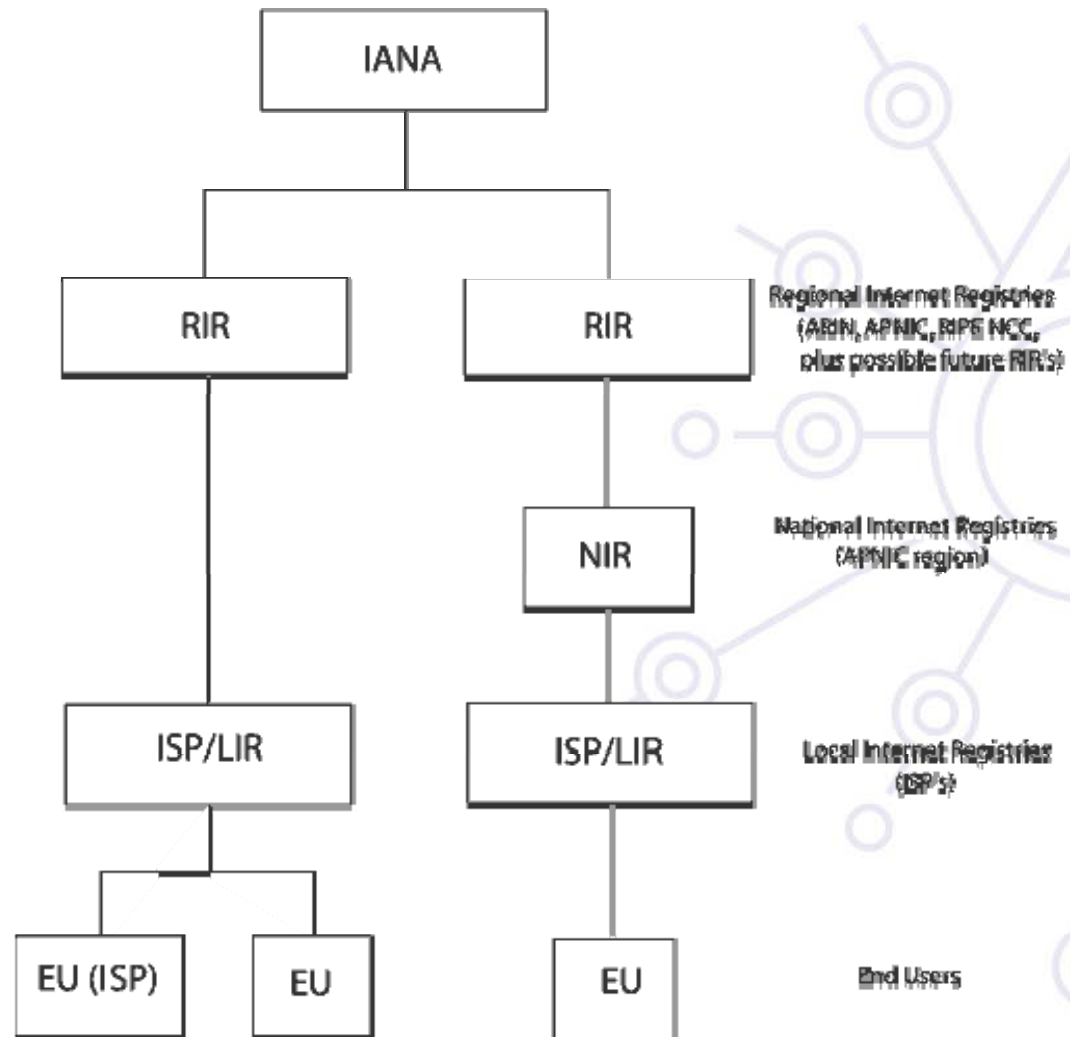 IANA
RIR
RIR
Regional Internet Registries
(ARIN, APNIC, RIPE NCC,
plus possible future RIR's)
NIR
National Internet Registries
(APNIC region)
ISP/LIR
ISP/LIR
Local Internet Registries
(ISP's)
EU (ISP)
EU
EU
End Users